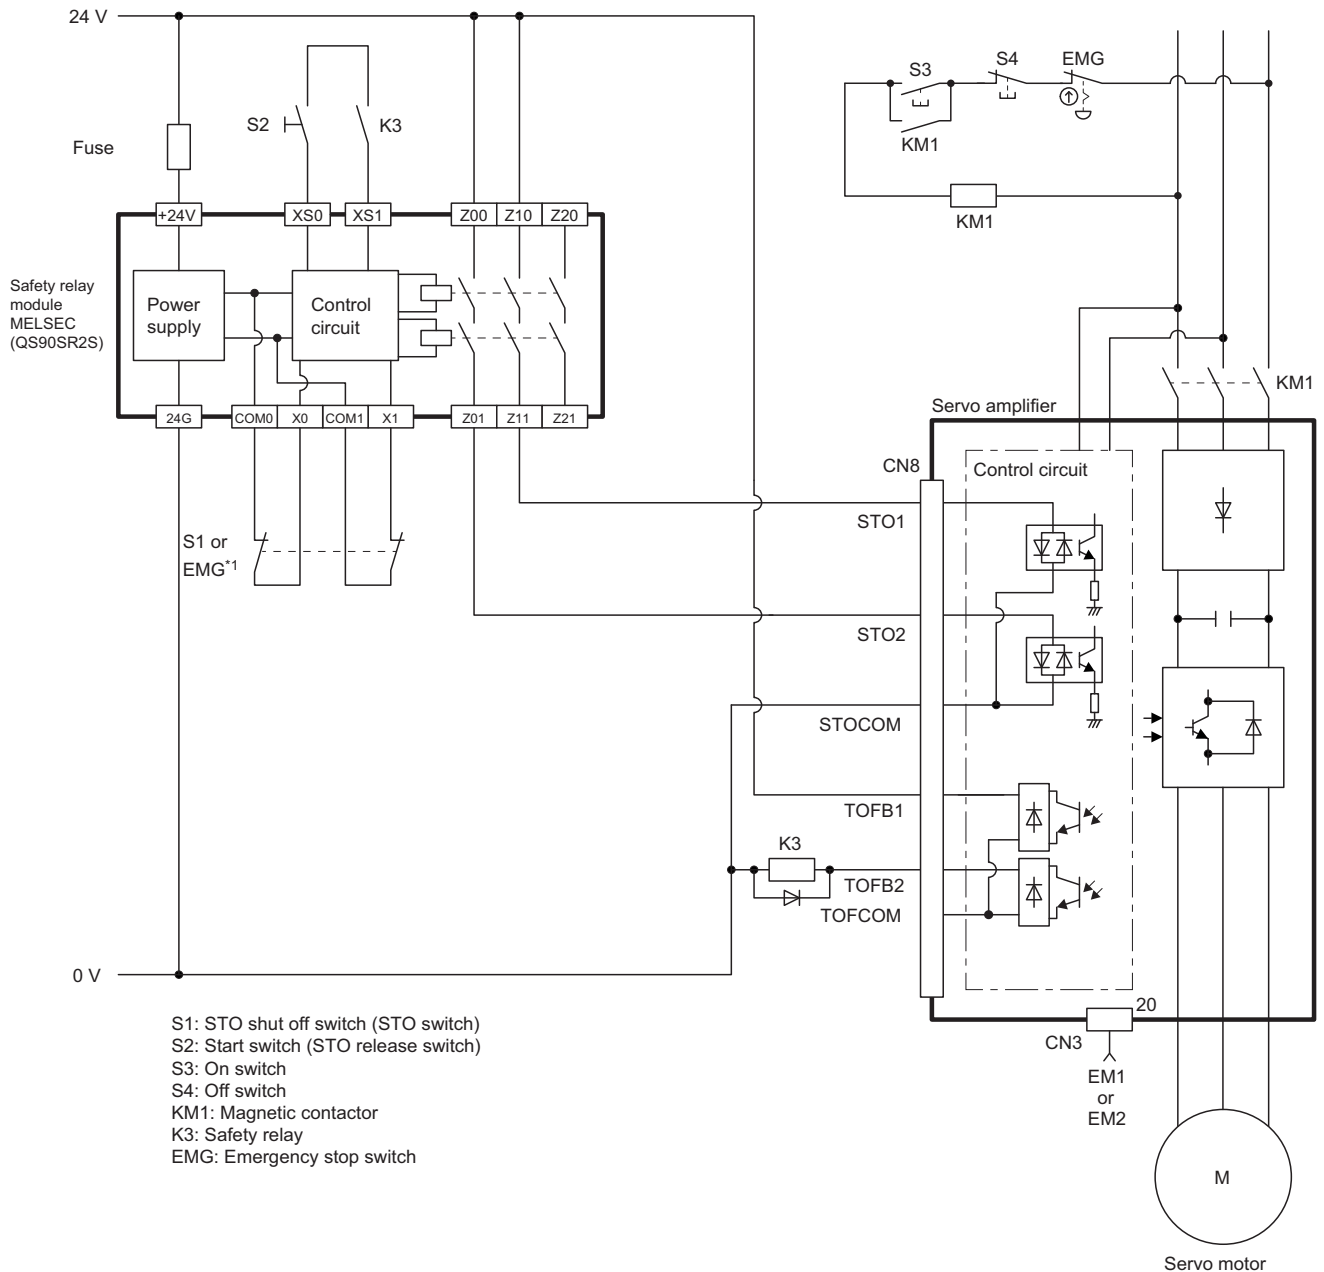 24 V
S3
S4
EMG
S2
K3
Fuse
KM1
+24V
XS0
XS1
Z00
Z10
Z20
KM1
Safety relay
module
MELSEC
(QS90SR2S)
Power
supply
Control
circuit
KM1
24G
COM0
X0
COM1
X1
Z01
Z11
Z21
Servo amplifier
CN8
Control circuit
STO1
S1 or
EMG*1
STO2
STOCOM
TOFB1
K3
TOFB2
TOFCOM
0 V
20
CN3
EM1
or
EM2
S1: STO shut off switch (STO switch)
S2: Start switch (STO release switch)
S3: On switch
S4: Off switch
KM1: Magnetic contactor
K3: Safety relay
EMG: Emergency stop switch
M
Servo motor